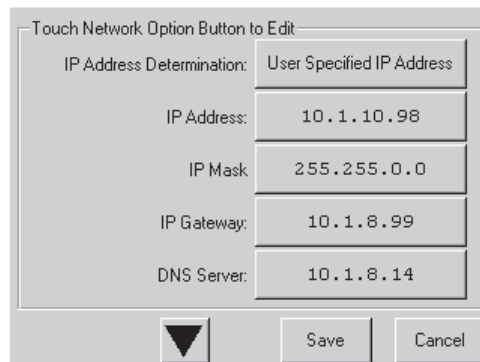 Touch Network Option Button to Edit
IP Address Determination: User Specified IP Address
IP Address: 10.1.10.98
IP Mask 255.255.0.0
IP Gateway: 10.1.8.99
DNS Server: 10.1.8.14
Save Cancel